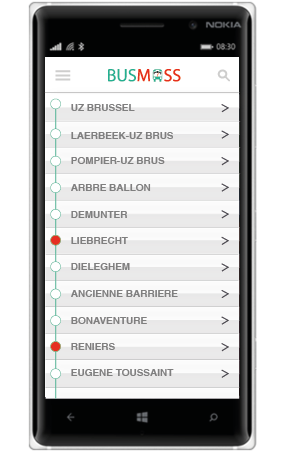 NOKIA
08:30
BUSMOSS
UZ BRUSSEL
LAERBEEK-UZ BRUS
POMPIER-UZ BRUS
ARBRE BALLON
DEMUNTER
LIEBRECHT
DIELEGHEM
ANCIENNE BARRIERE
BONAVENTURE
RENIERS
EUGENE TOUSSAINT